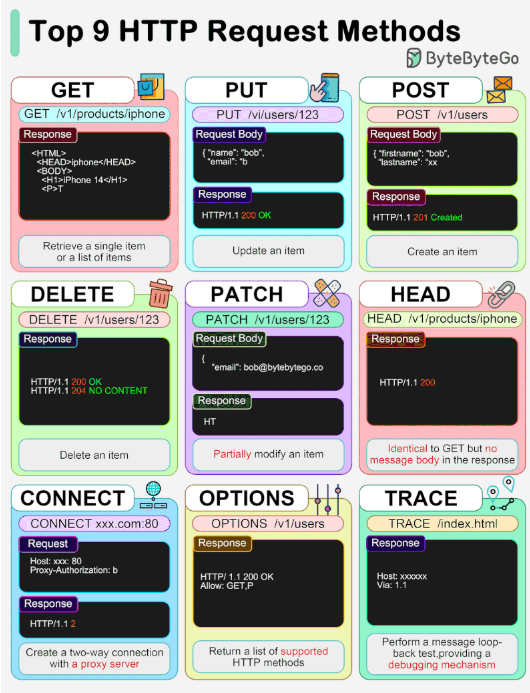 Top 9 HTTP Request Methods
ByteByteGo
GET
GET /v1/products/iphone
Response
<HTML>
<HEAD>iphone</HEAD>
<BODY>
<H1>iPhone 14</H1>
<P>T
Retrieve a single item
or a list of items
PUT
PUT /vi/users/123
Request Body
{ "name": "bob",
"email": "b
Response
HTTP/1.1 200 OK
Update an item
POST
POST /v1/users
Request Body
{ "firstname": "bob",
"lastname": "xx
Response
HTTP/1.1 201 Created
Create an item
DELETE
DELETE /v1/users/123
Response
HTTP/1.1 200 OK
HTTP/1.1 204 NO CONTENT
Delete an item
PATCH
PATCH /v1/users/123
Request Body
{
"email": bob@bytebytego.co
Response
HT
Partially modify an item
HEAD
HEAD /v1/products/iphone
Response
HTTP/1.1 200
Identical to GET but no
message body in the response
CONNECT
CONNECT xxx.com:80
Request
Host: xxx: 80
Proxy-Authorization: b
Response
HTTP/1.1 2
Create a two-way connection
with a proxy server
OPTIONS
OPTIONS /v1/users
Response
HTTP/ 1.1 200 OK
Allow: GET,P
Return a list of supported
HTTP methods
TRACE
TRACE /index.html
Response
Host: xxxxxx
Via: 1.1
Perform a message loop-
back test,providing a
debugging mechanism